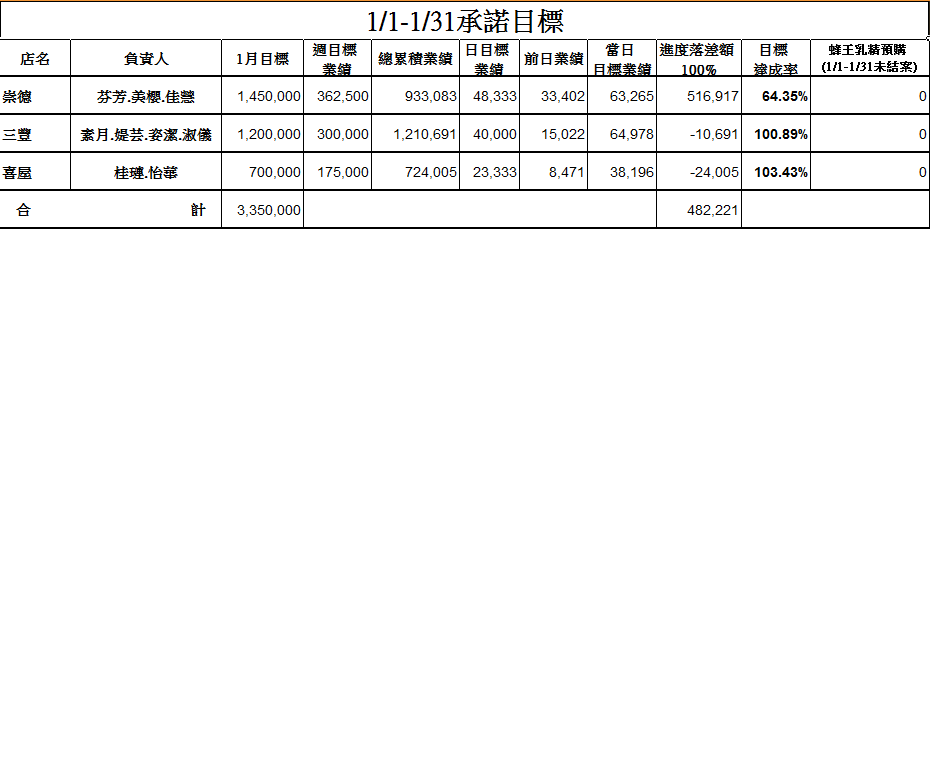 1/1-1/31承諾目標
店名 負責人 1月目標 週目標業績 總累積業績 日目標業績 前日業績 當日目標業績 進度落差額100% 目標達成率 蜂王乳精預購(1/1-1/31未結案)
崇德 芬芳.美櫻.佳慧 1,450,000 362,500 933,083 48,333 33,402 63,265 516,917 64.35% 0
三豐 素月.媞芸.姿潔.淑儀 1,200,000 300,000 1,210,691 40,000 15,022 64,978 -10,691 100.89% 0
喜屋 桂璉.怡華 700,000 175,000 724,005 23,333 8,471 38,196 -24,005 103.43% 0
合計 3,350,000 482,221